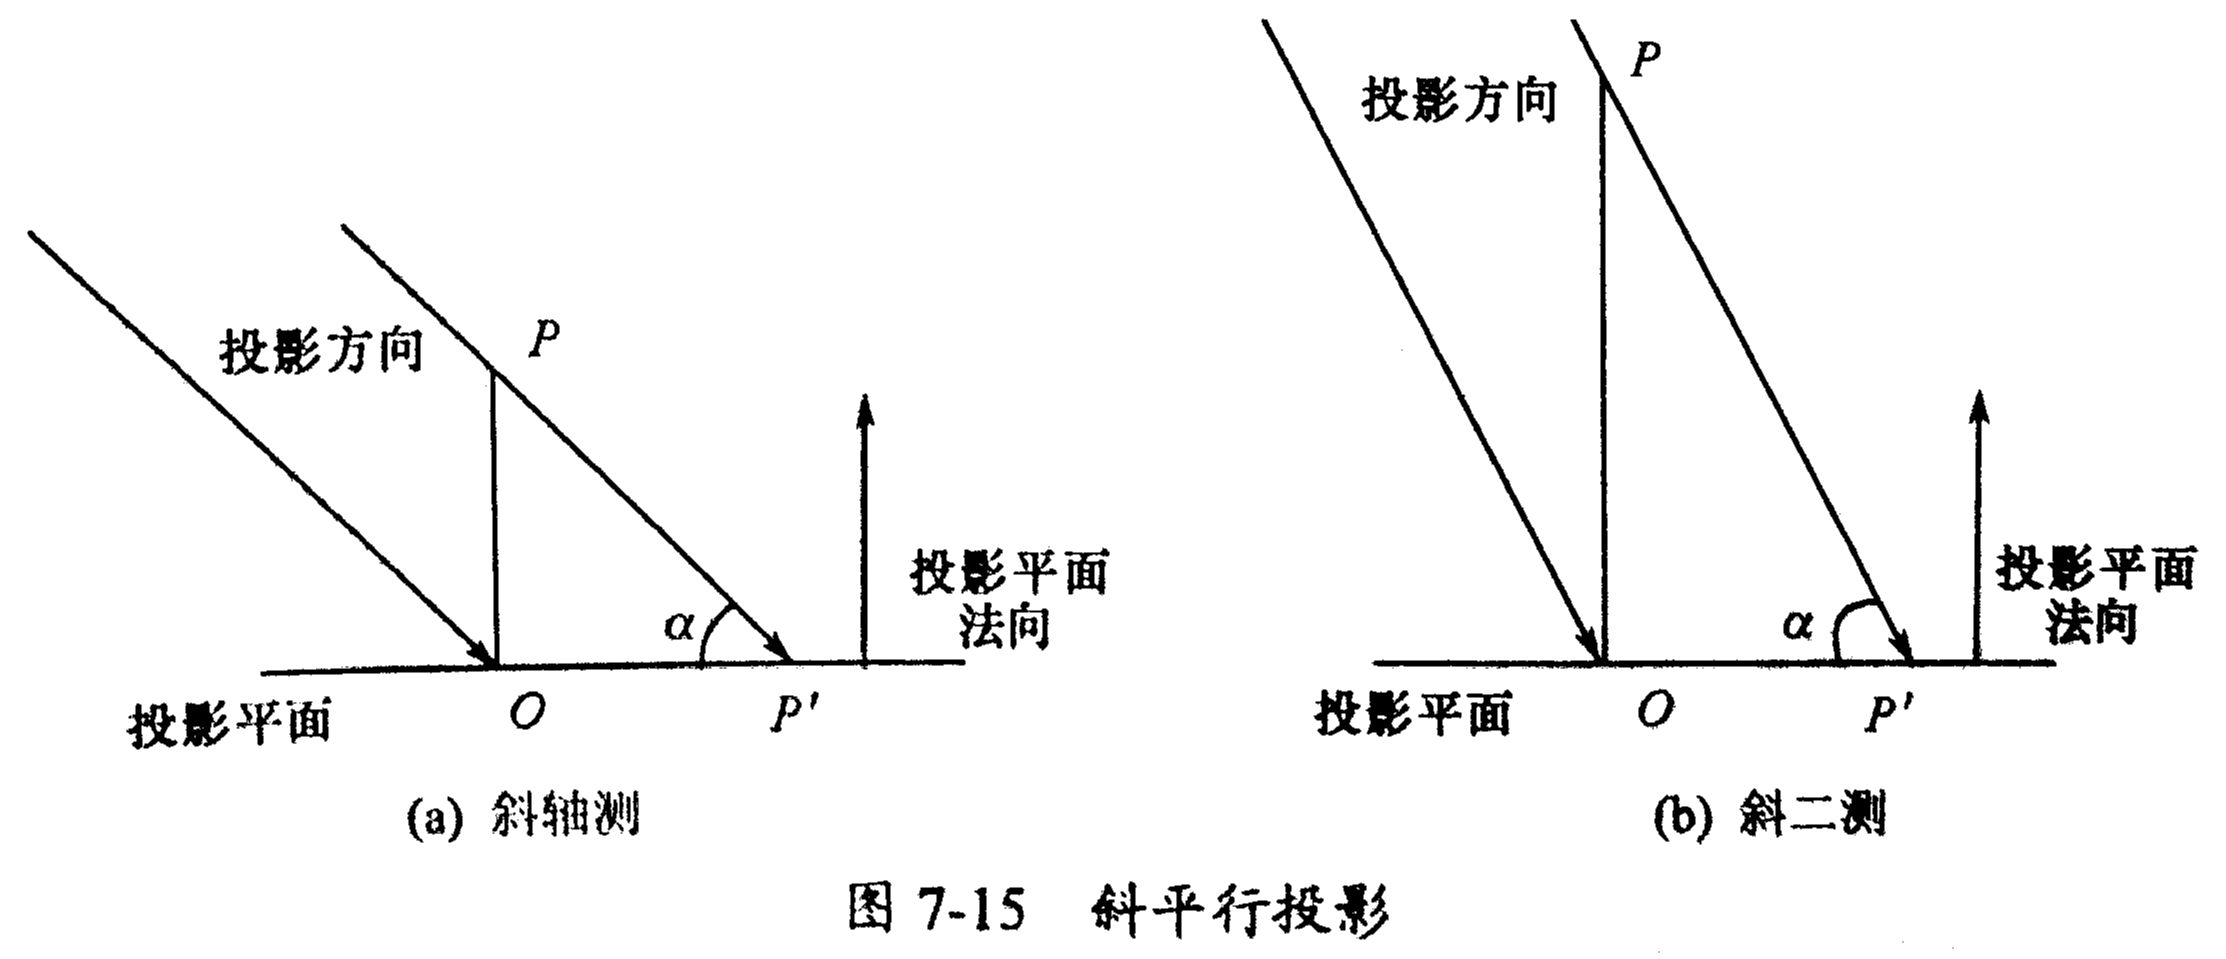 投影方向
P
投影平面
法向
α
投影平面
O
P'
(a) 斜轴测
投影方向
P
投影平面
法向
α
投影平面
O
P'
(b) 斜二测
图 7-15 斜平行投影